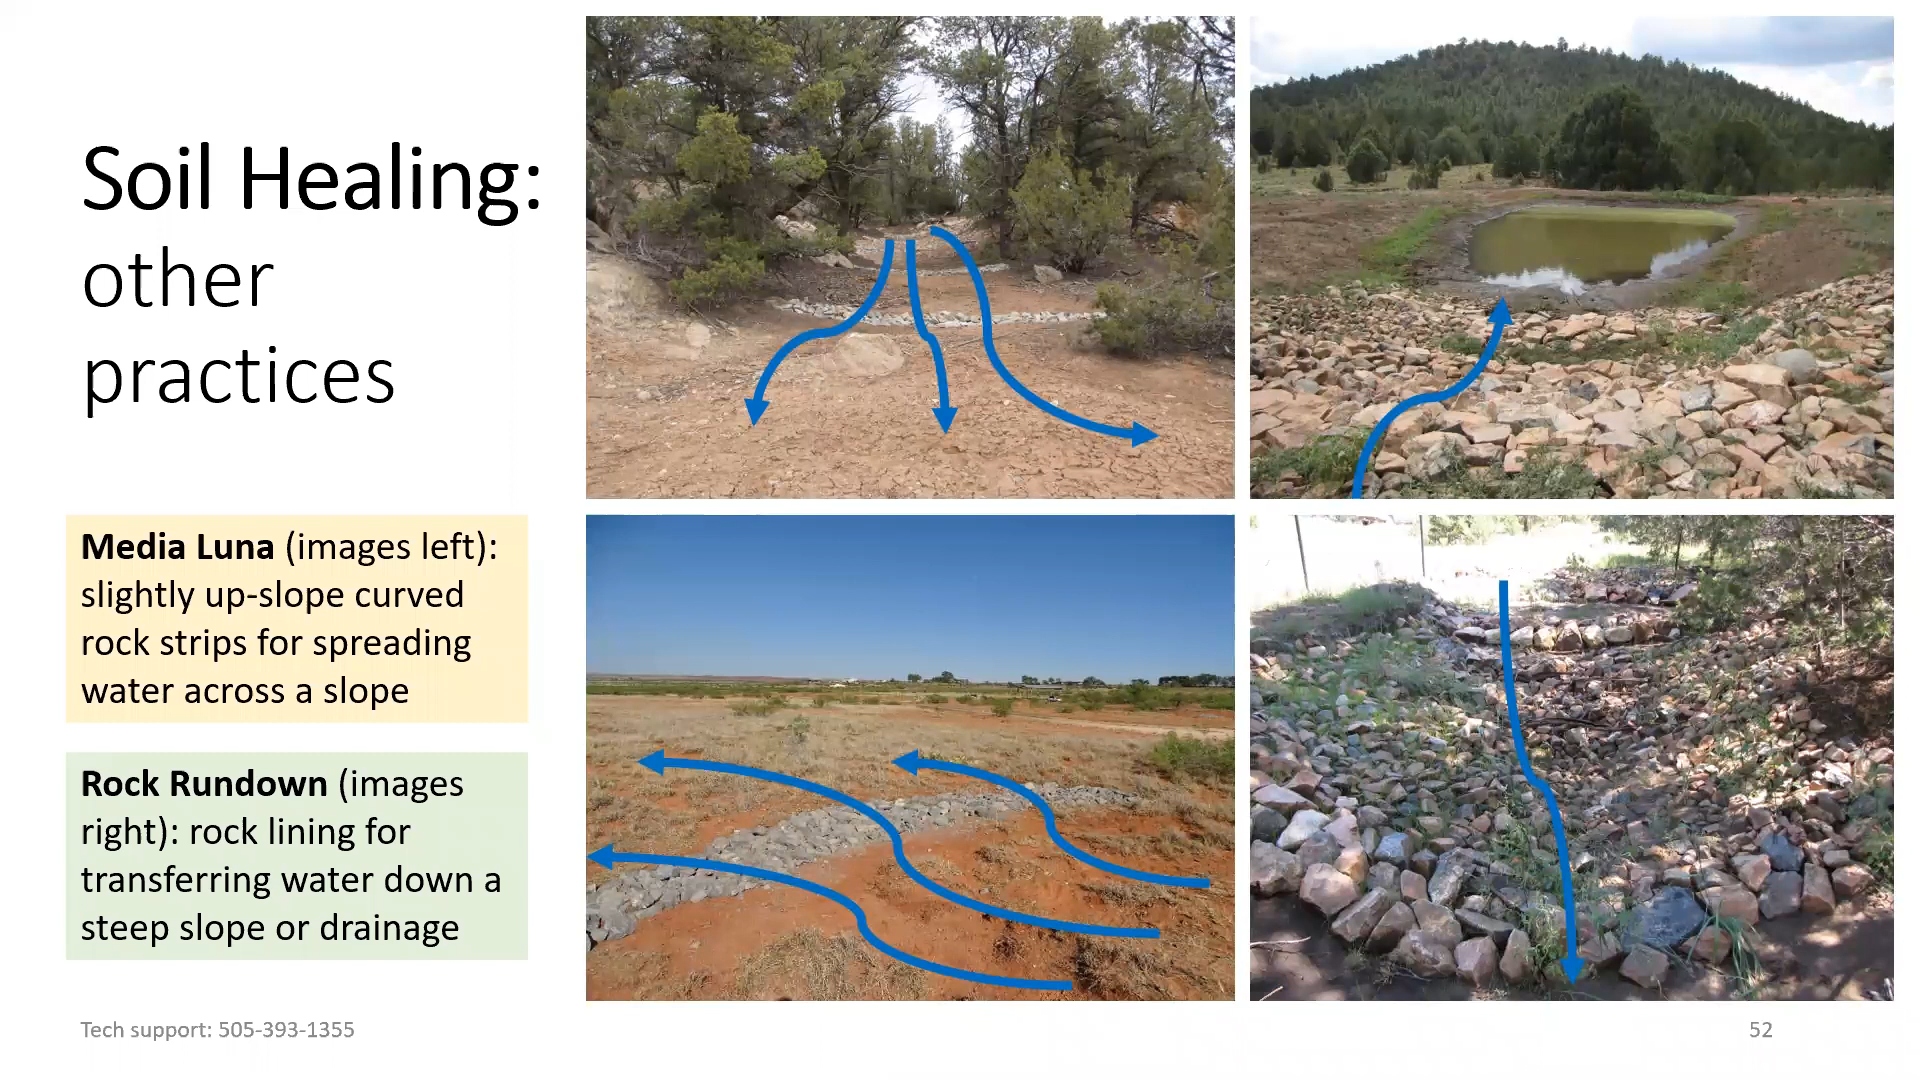 Soil Healing:
other
practices
Media Luna (images left):
slightly up-slope curved
rock strips for spreading
water across a slope
Rock Rundown (images
right): rock lining for
transferring water down a
steep slope or drainage
Tech support: 505-393-1355
52